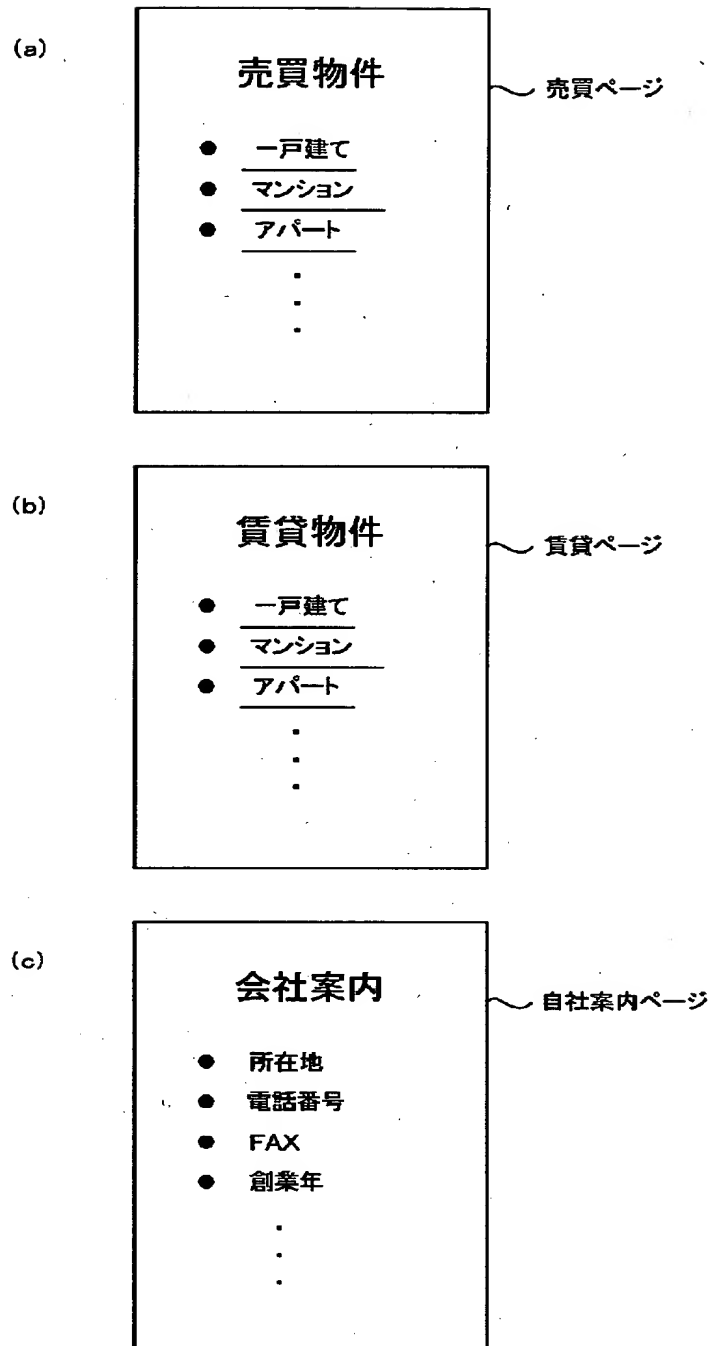 (a)
売買物件
売買ページ
● 一戸建て
● マンション
● アパート
(b)
賃貸物件
賃貸ページ
● 一戸建て
● マンション
● アパート
(c)
会社案内
自社案内ページ
● 所在地
● 電話番号
● FAX
● 創業年